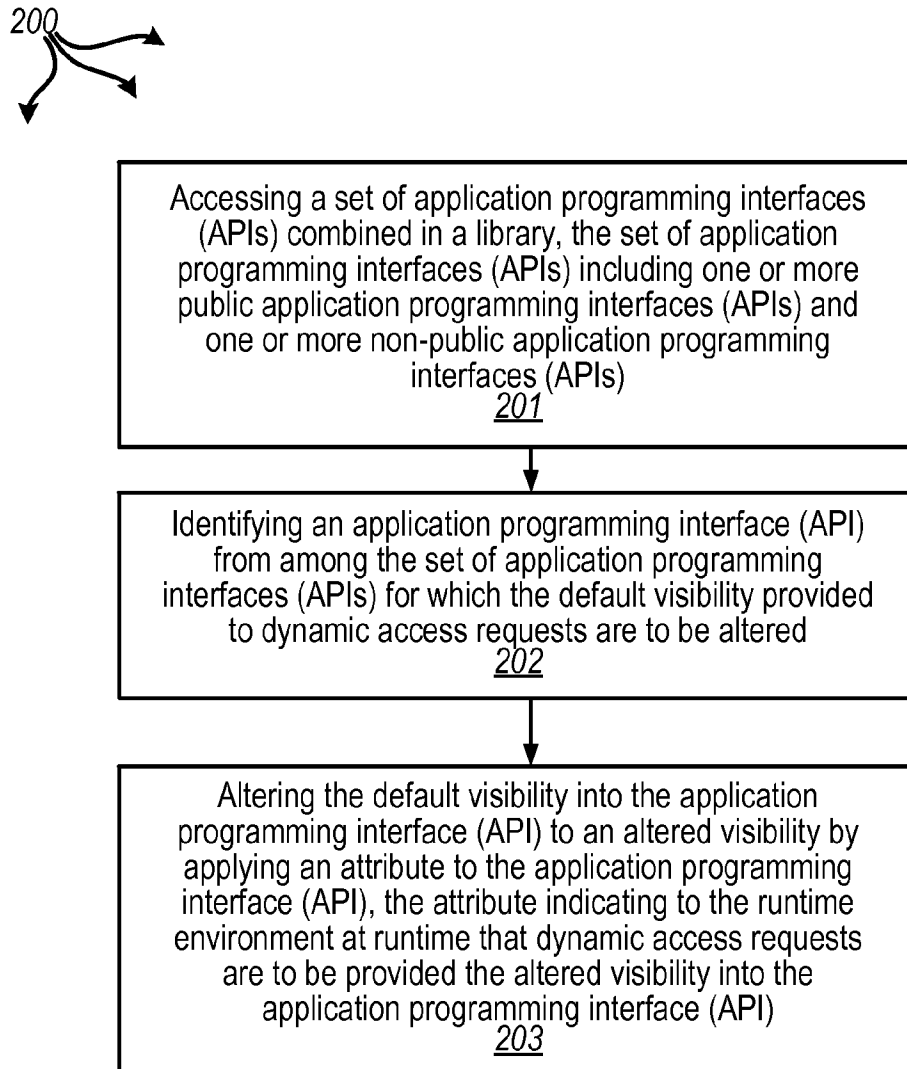 200
Accessing a set of application programming interfaces
(APIs) combined in a library, the set of application
programming interfaces (APIs) including one or more
public application programming interfaces (APIs) and
one or more non-public application programming
interfaces (APIs)
201
Identifying an application programming interface (API)
from among the set of application programming
interfaces (APIs) for which the default visibility provided
to dynamic access requests are to be altered
202
Altering the default visibility into the application
programming interface (API) to an altered visibility by
applying an attribute to the application programming
interface (API), the attribute indicating to the runtime
environment at runtime that dynamic access requests
are to be provided the altered visibility into the
application programming interface (API)
203